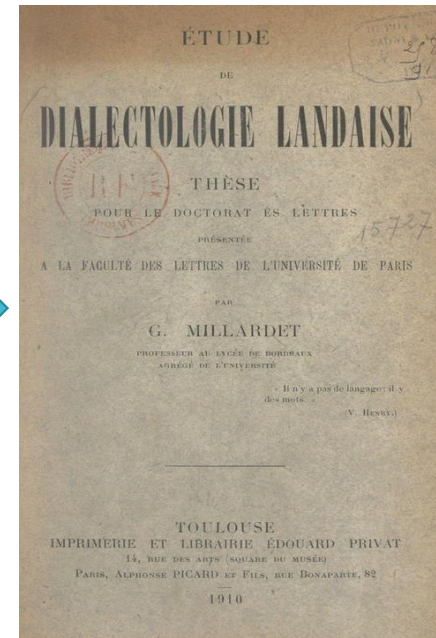 ÉTUDE
DE
DIALECTOLOGIE LANDAISE
THÈSE
POUR LE DOCTORAT ÈS LETTRES
PRÉSENTÉE
A LA FACULTÉ DES LETTRES DE L'UNIVERSITÉ DE PARIS
PAR
G. MILLARDET
PROFESSEUR AU LYCÉE DE BORDEAUX
AGRÉGÉ DE L'UNIVERSITÉ
« Il n'y a pas de langage : il y
des mots. »
(V. HENRY.)
15727
TOULOUSE
IMPRIMERIE ET LIBRAIRIE ÉDOUARD PRIVAT
14, RUE DES ARTS (SQUARE DU MUSÉE)
PARIS, ALPHONSE PICARD ET FILS, RUE BONAPARTE, 82
1910